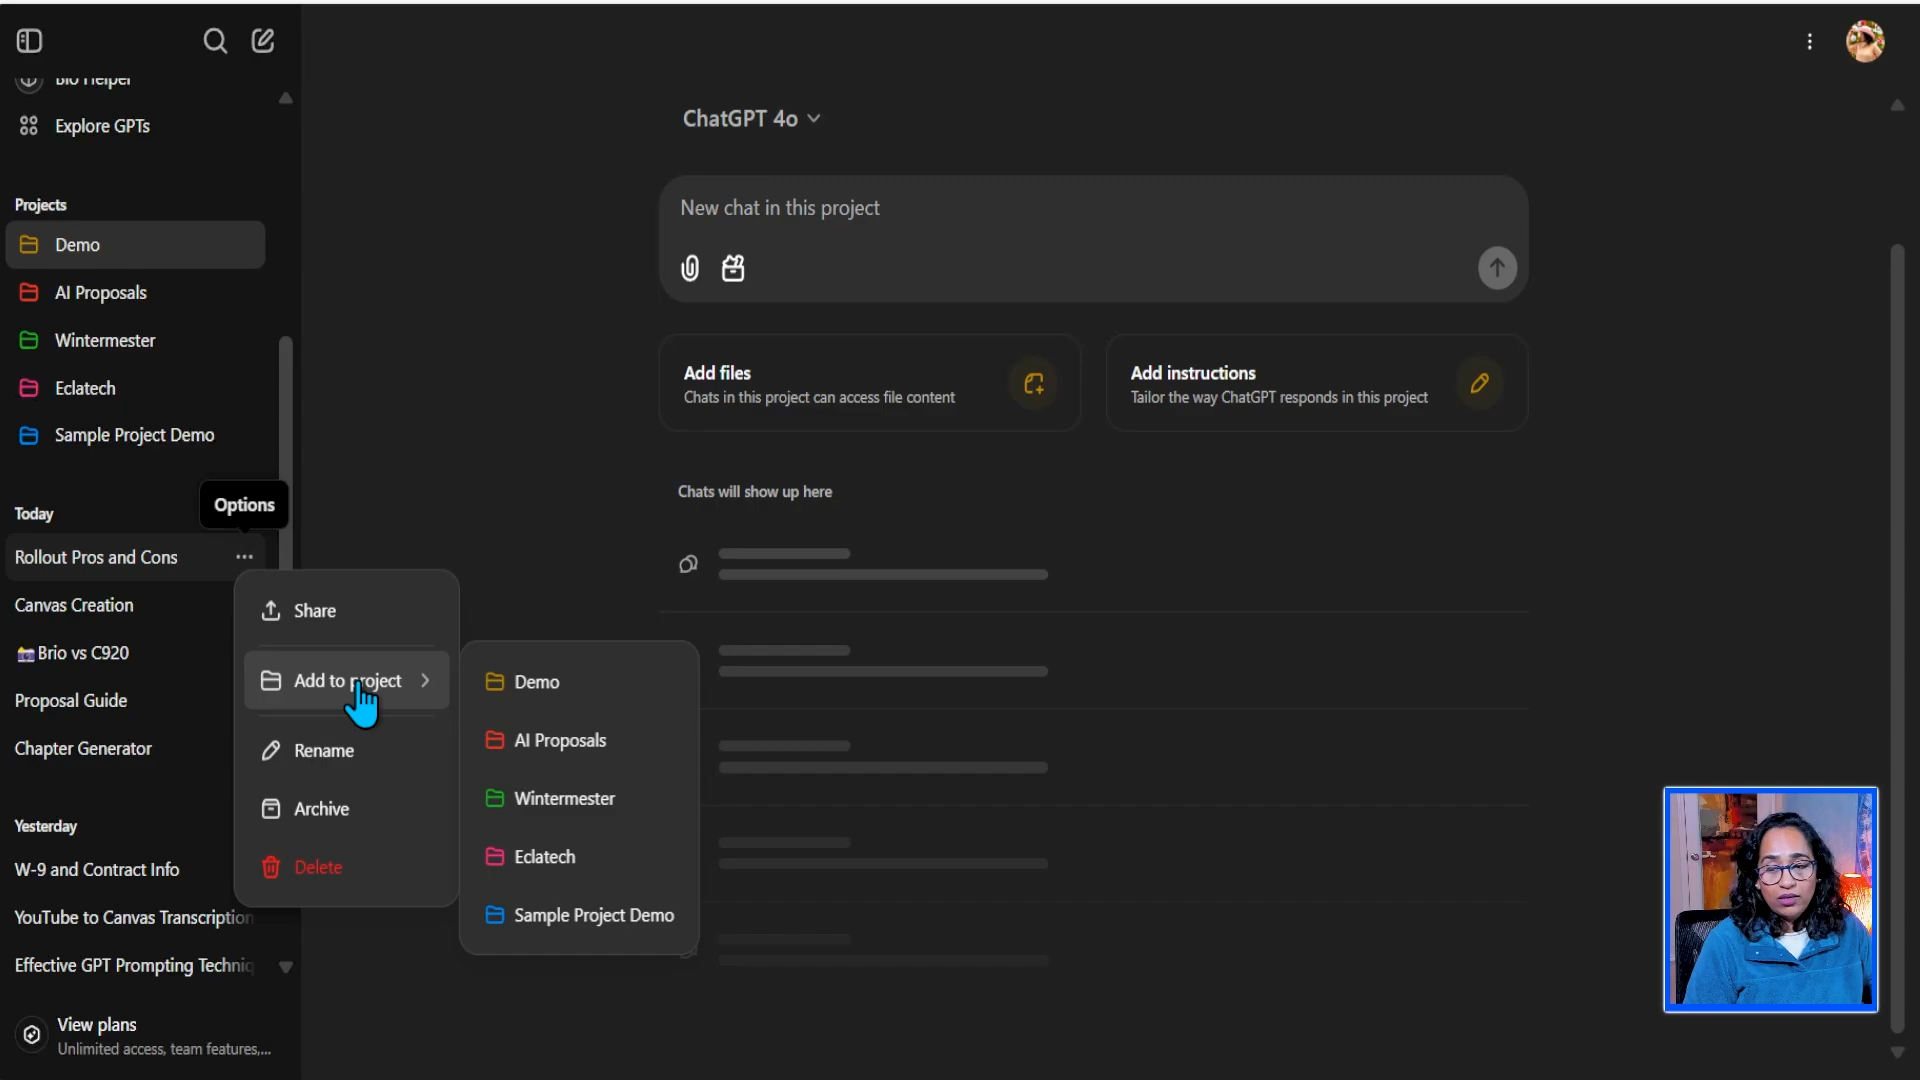 Bio Helper
Explore GPTs
Projects
Demo
AI Proposals
Wintermester
Eclatech
Sample Project Demo
Today
Options
Rollout Pros and Cons
Canvas Creation
Brio vs C920
Proposal Guide
Chapter Generator
Yesterday
W-9 and Contract Info
YouTube to Canvas Transcription
Effective GPT Prompting Techniq
View plans
Unlimited access, team features,...
Share
Add to project
Rename
Archive
Delete
Demo
AI Proposals
Wintermester
Eclatech
Sample Project Demo
ChatGPT 4o
New chat in this project
Add files
Chats in this project can access file content
Add instructions
Tailor the way ChatGPT responds in this project
Chats will show up here